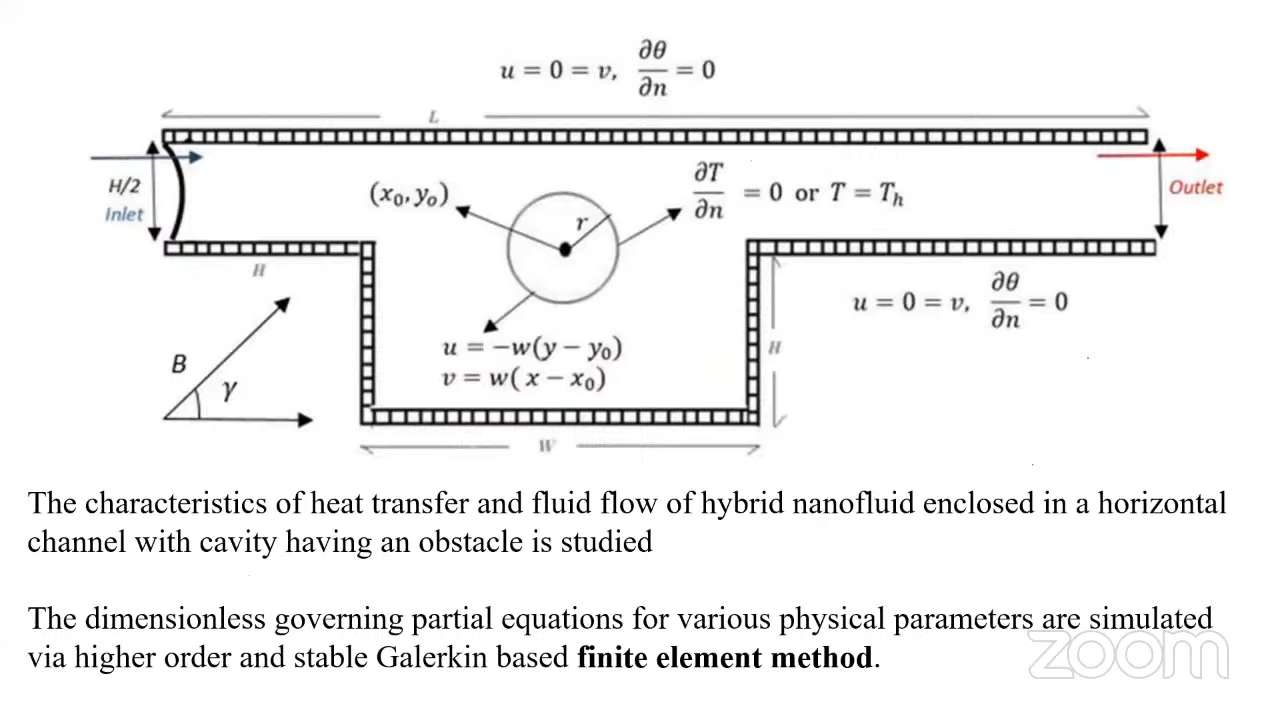 u = 0 = v, ∂θ/∂n = 0
L
H/2
Inlet
(x₀, yₒ)
r
∂T/∂n = 0 or T = Tₕ
Outlet
H
u = 0 = v, ∂θ/∂n = 0
B
γ
u = −w(y − y₀)
v = w( x − x₀)
H
W
The characteristics of heat transfer and fluid flow of hybrid nanofluid enclosed in a horizontal
channel with cavity having an obstacle is studied
The dimensionless governing partial equations for various physical parameters are simulated
via higher order and stable Galerkin based finite element method.
zoom